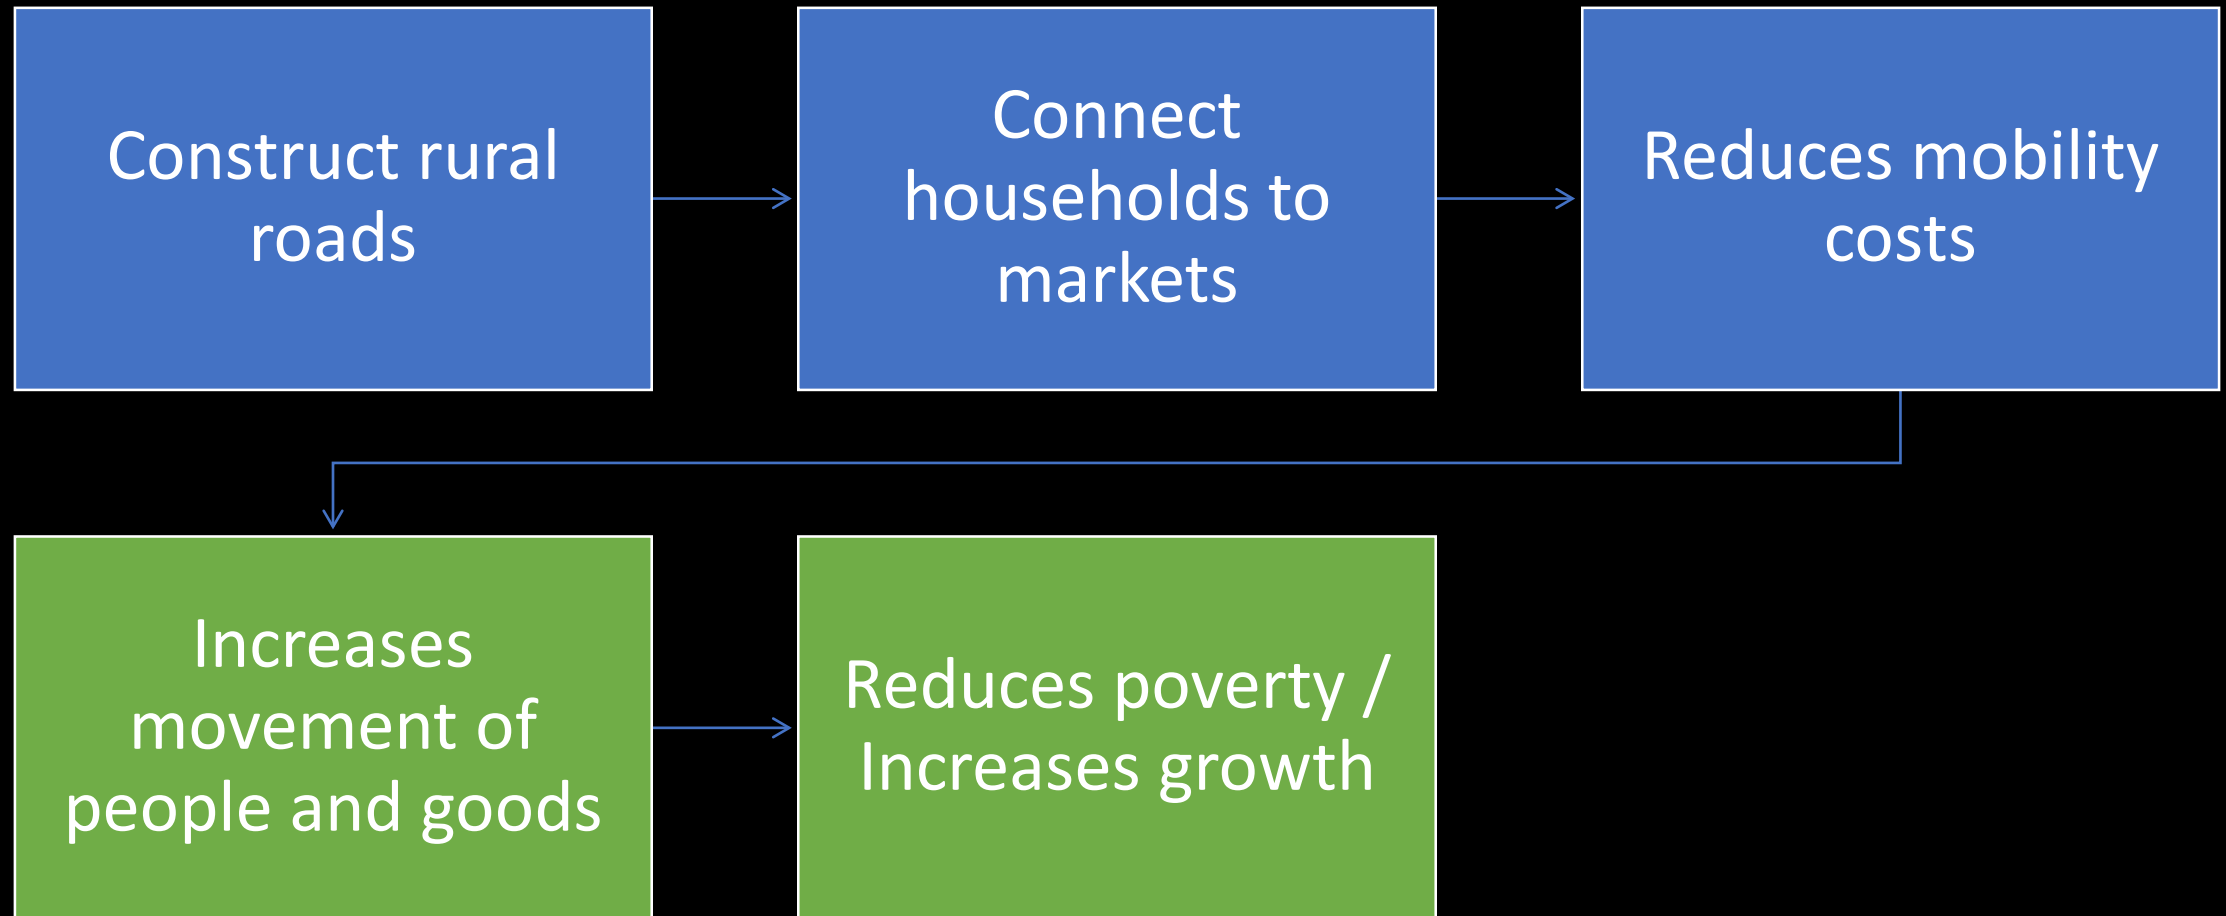 Construct rural
roads
Connect
households to
markets
Reduces mobility
costs
Increases
movement of
people and goods
Reduces poverty /
Increases growth